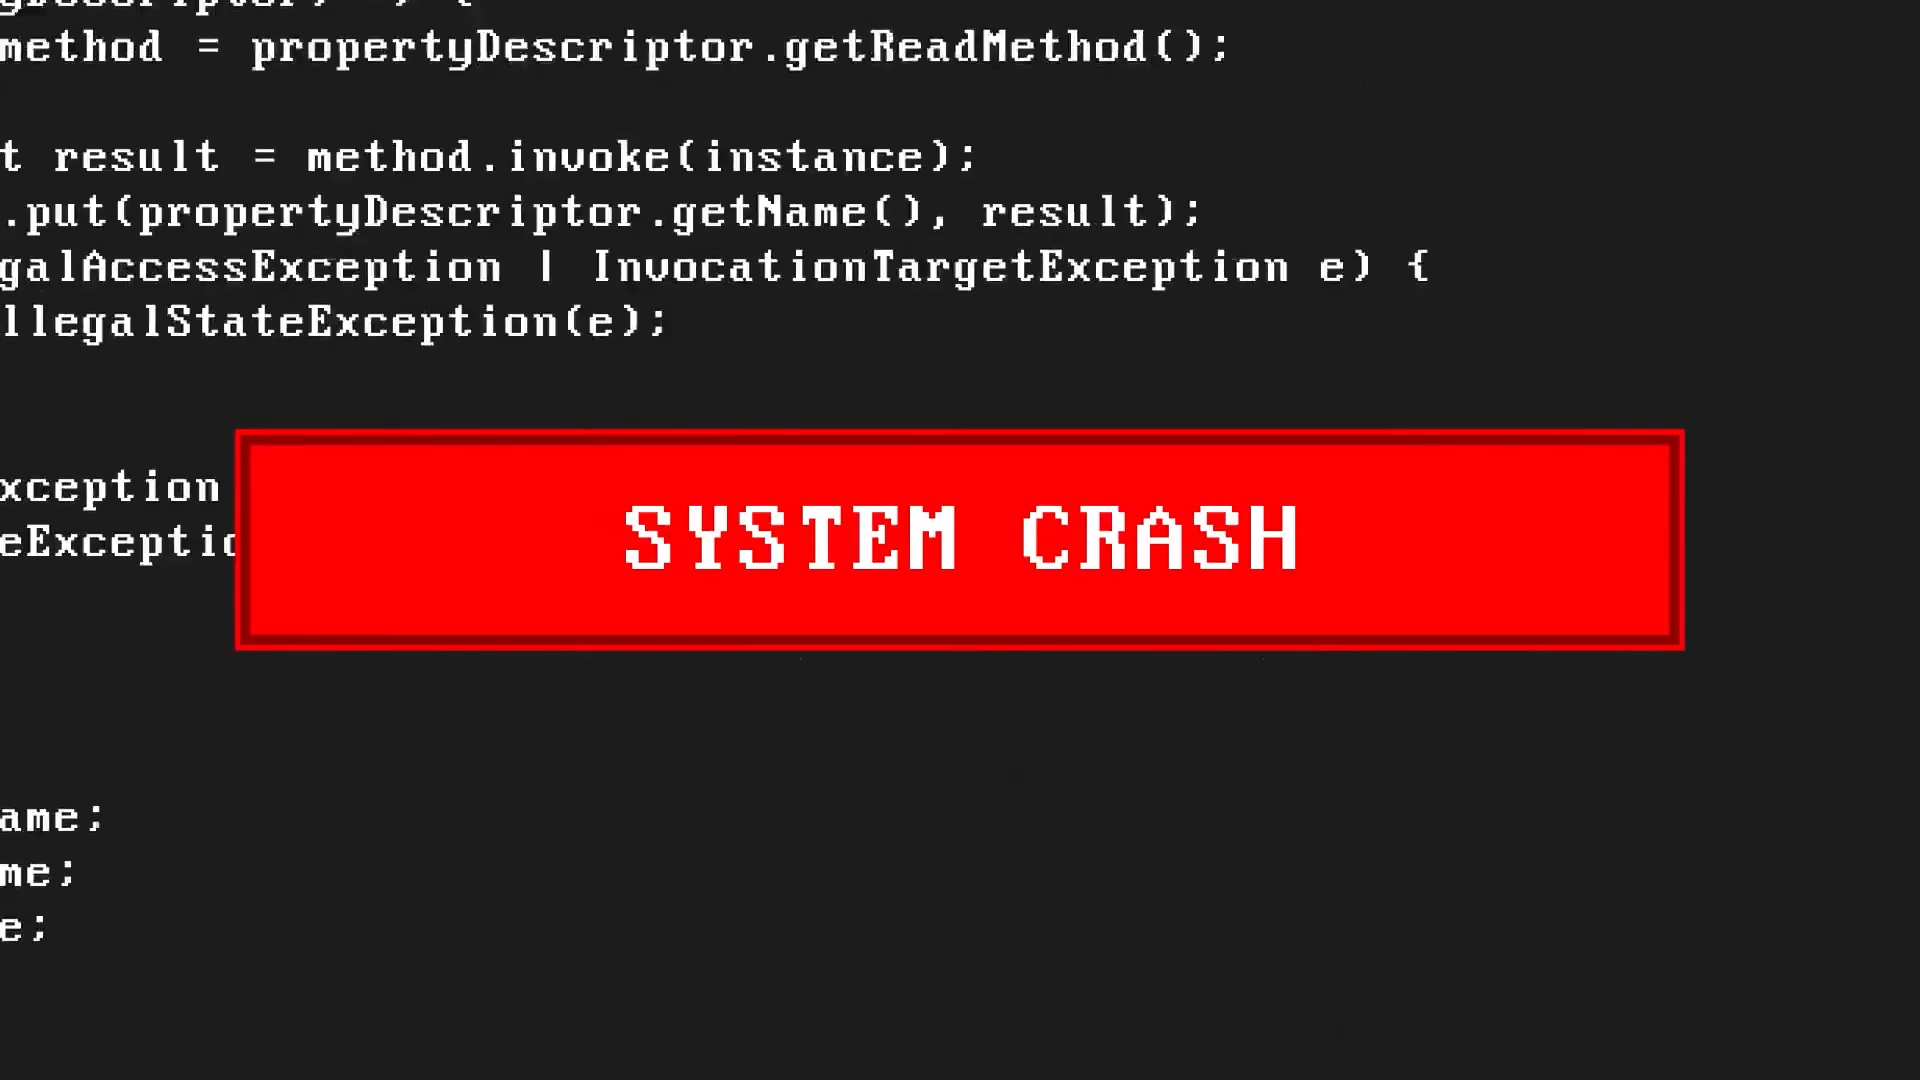 method = propertyDescriptor.getReadMethod();
t result = method.invoke(instance);
.put(propertyDescriptor.getName(), result);
galAccessException | InvocationTargetException e) {
llegalStateException(e);
xception
eExceptio
SYSTEM CRASH
ame;
me;
e;